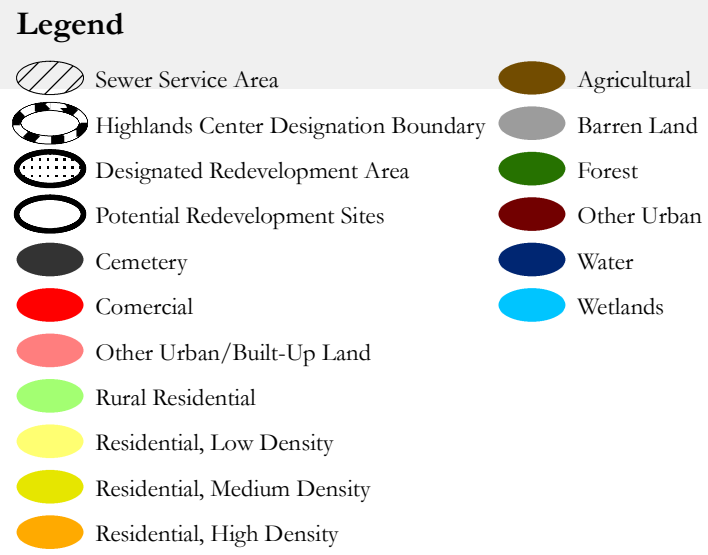 Legend
Sewer Service Area
Highlands Center Designation Boundary
Designated Redevelopment Area
Potential Redevelopment Sites
Cemetery
Comercial
Other Urban/Built-Up Land
Rural Residential
Residential, Low Density
Residential, Medium Density
Residential, High Density
Agricultural
Barren Land
Forest
Other Urban
Water
Wetlands